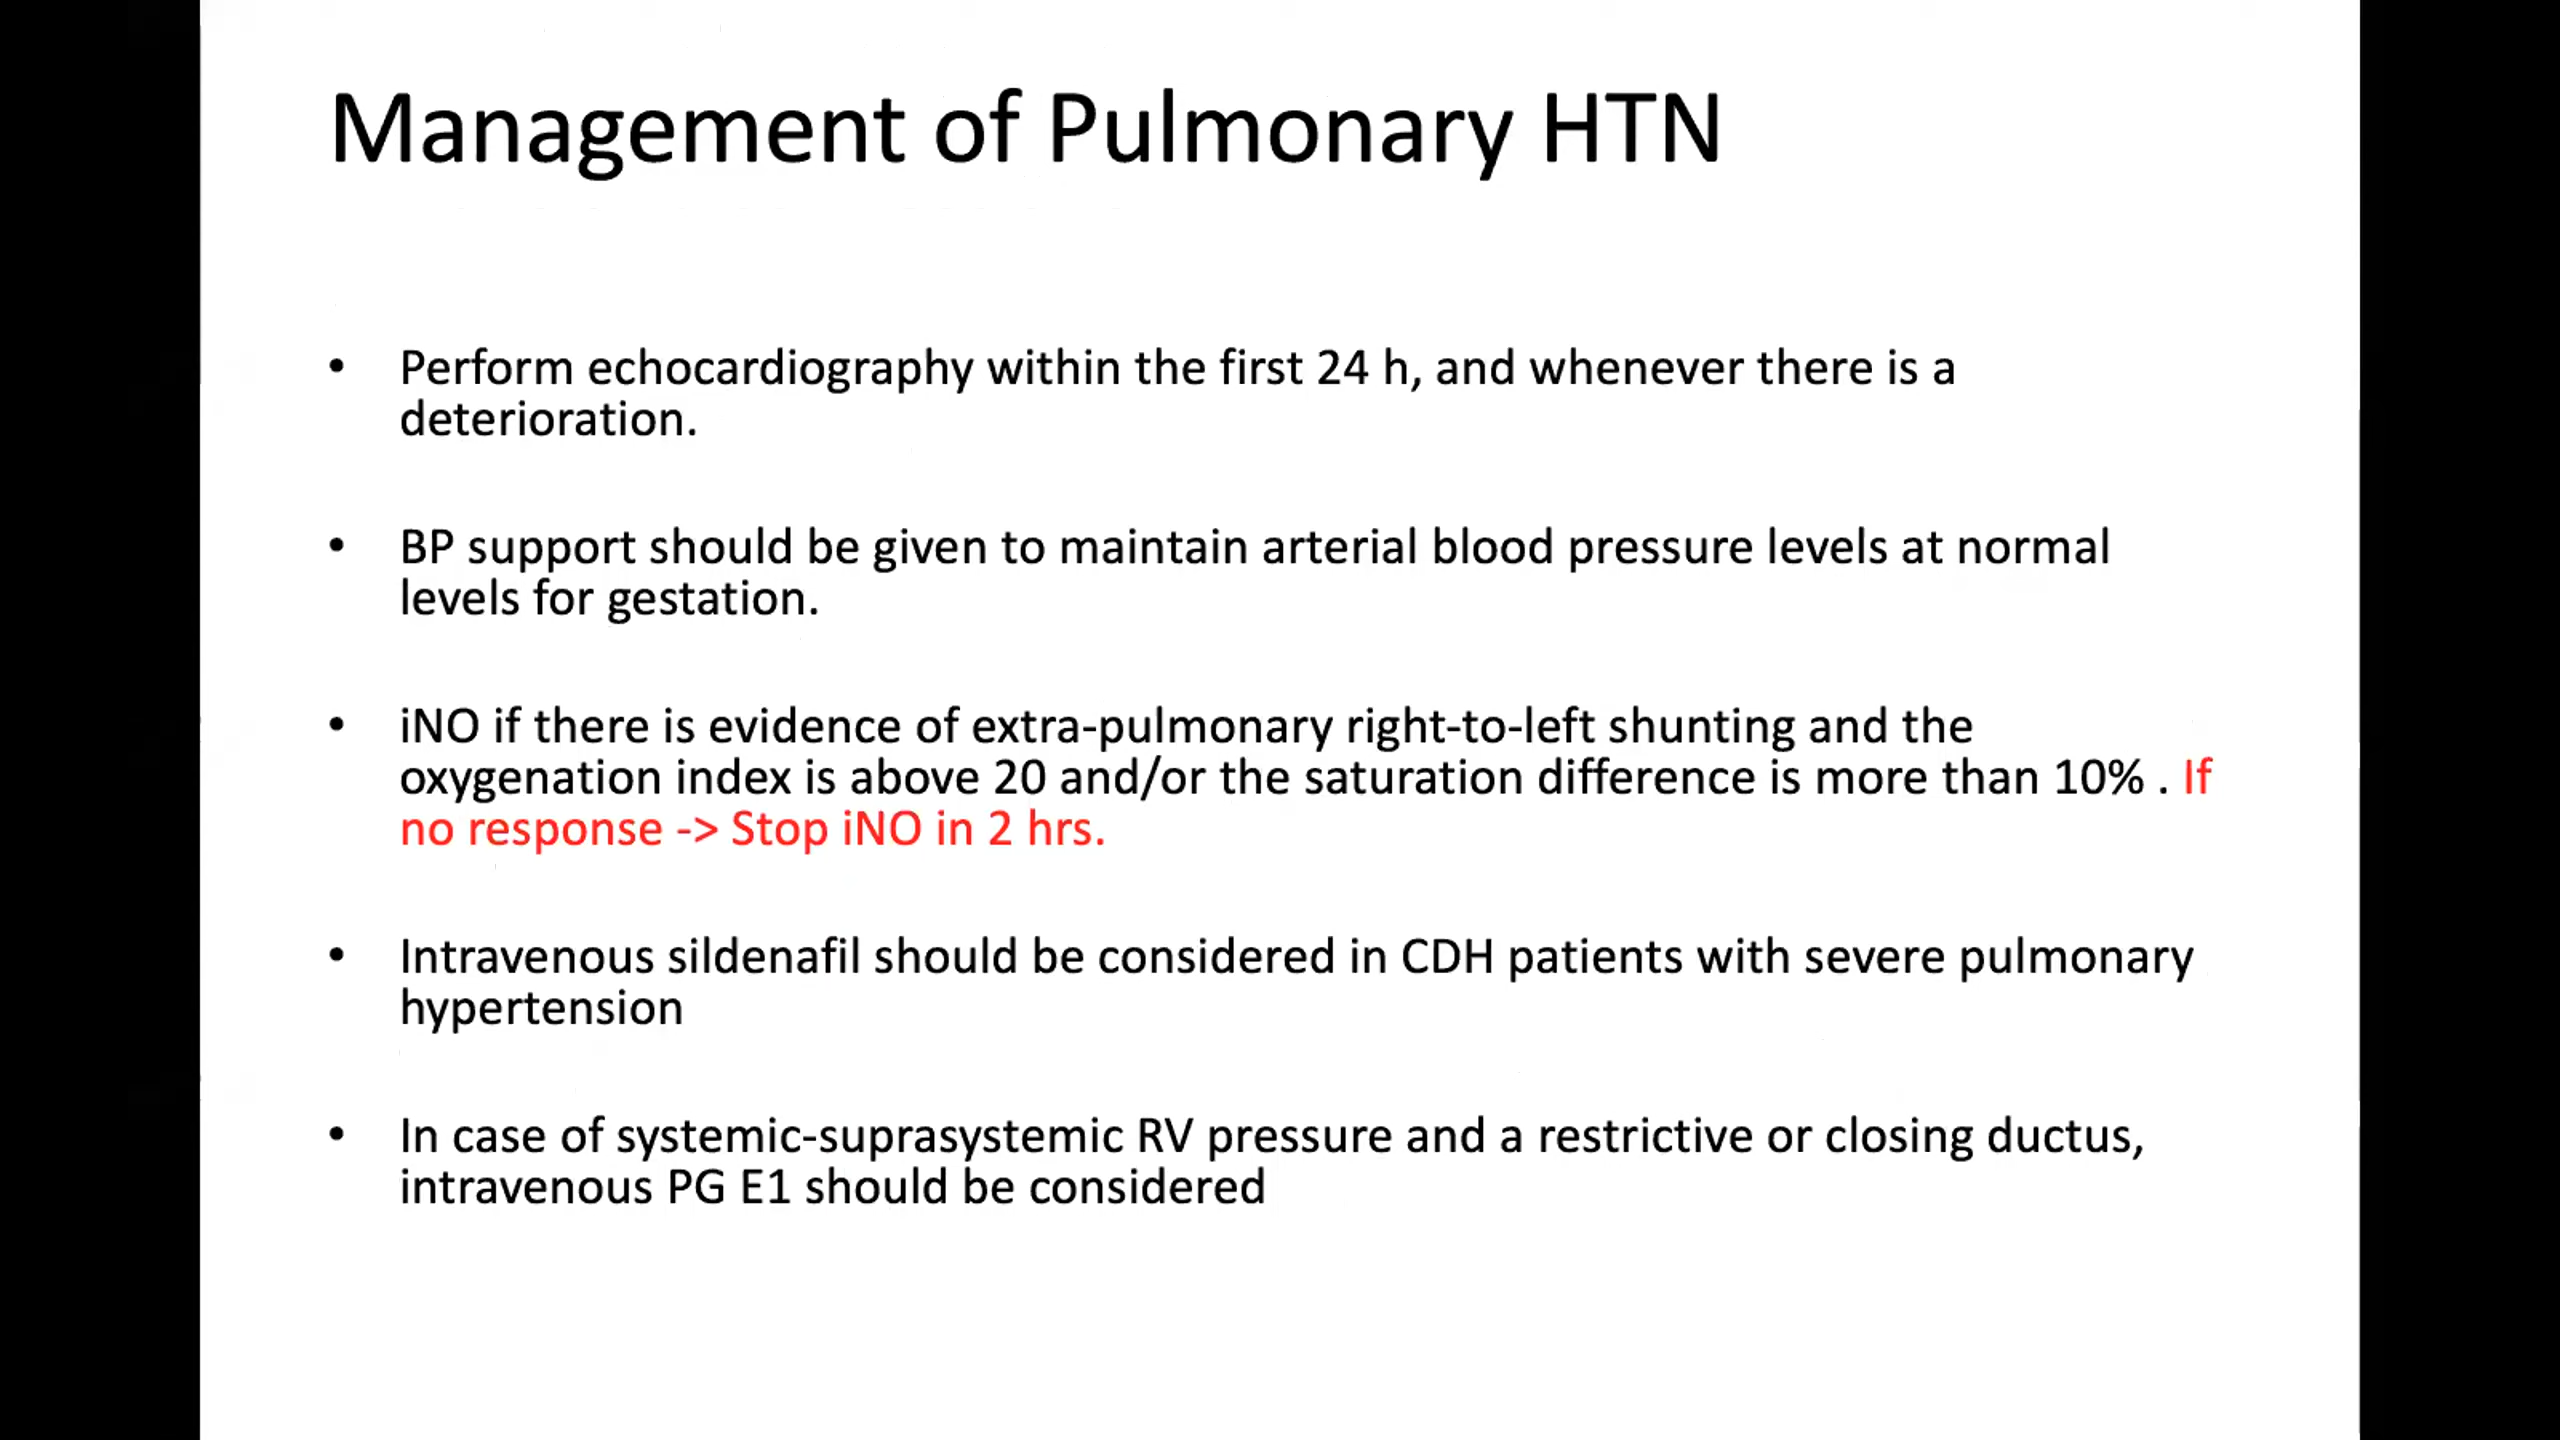 Management of Pulmonary HTN
• Perform echocardiography within the first 24 h, and whenever there is a
deterioration.
• BP support should be given to maintain arterial blood pressure levels at normal
levels for gestation.
• iNO if there is evidence of extra-pulmonary right-to-left shunting and the
oxygenation index is above 20 and/or the saturation difference is more than 10% . If
no response -> Stop iNO in 2 hrs.
• Intravenous sildenafil should be considered in CDH patients with severe pulmonary
hypertension
• In case of systemic-suprasystemic RV pressure and a restrictive or closing ductus,
intravenous PG E1 should be considered